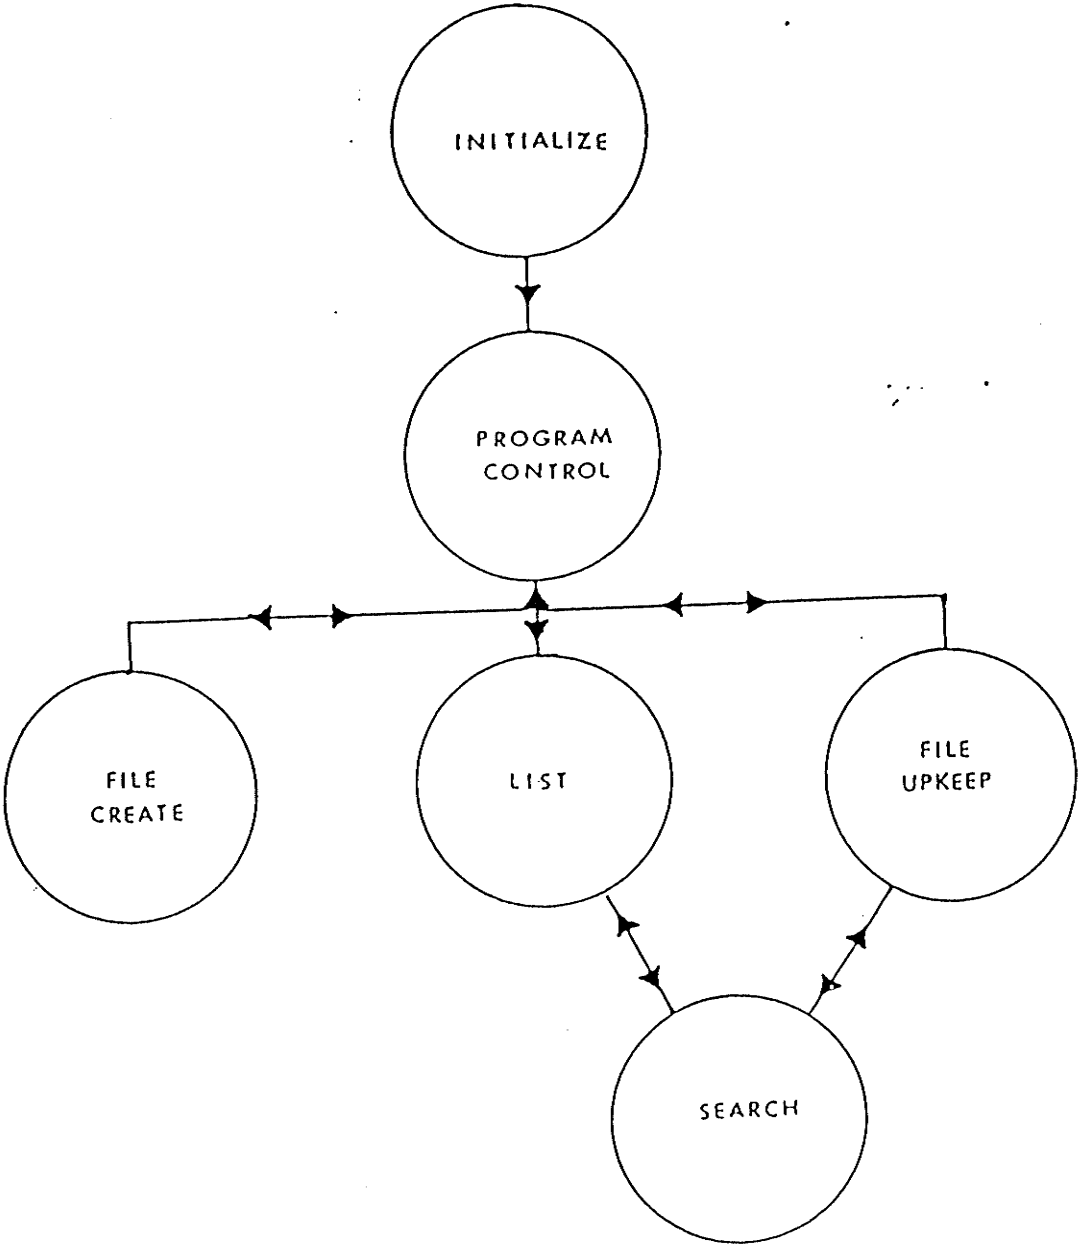 INITIALIZE
PROGRAM
CONTROL
FILE
CREATE
LIST
FILE
UPKEEP
SEARCH